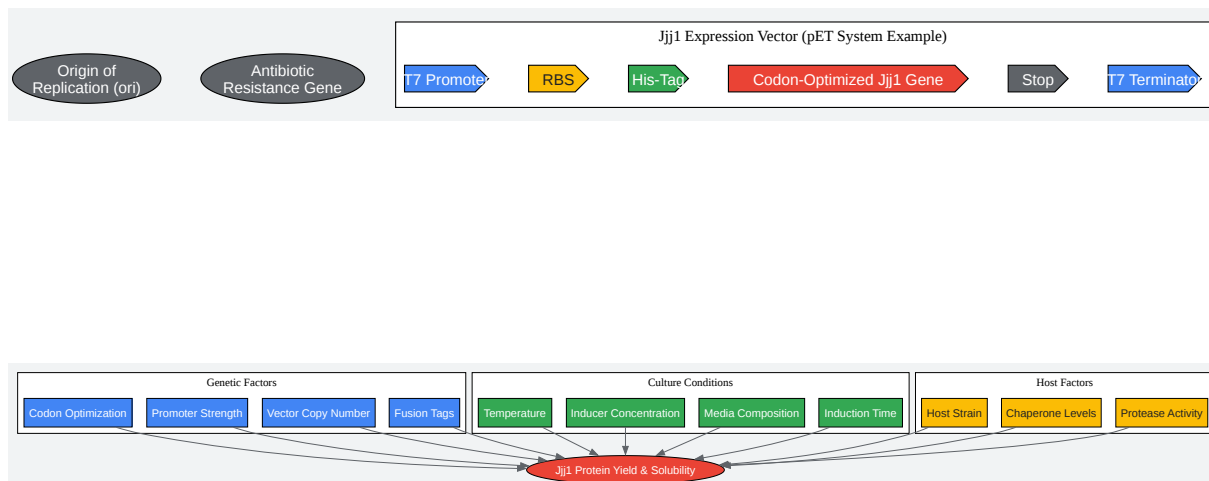 Jjj1 Expression Vector (pET System Example)
Origin of
Replication (ori)
Antibiotic
Resistance Gene
T7 Promoter
RBS
His-Tag
Codon-Optimized Jjj1 Gene
Stop
T7 Terminator
Genetic Factors
Culture Conditions
Host Factors
Codon Optimization
Promoter Strength
Vector Copy Number
Fusion Tags
Temperature
Inducer Concentration
Media Composition
Induction Time
Host Strain
Chaperone Levels
Protease Activity
Jjj1 Protein Yield & Solubility